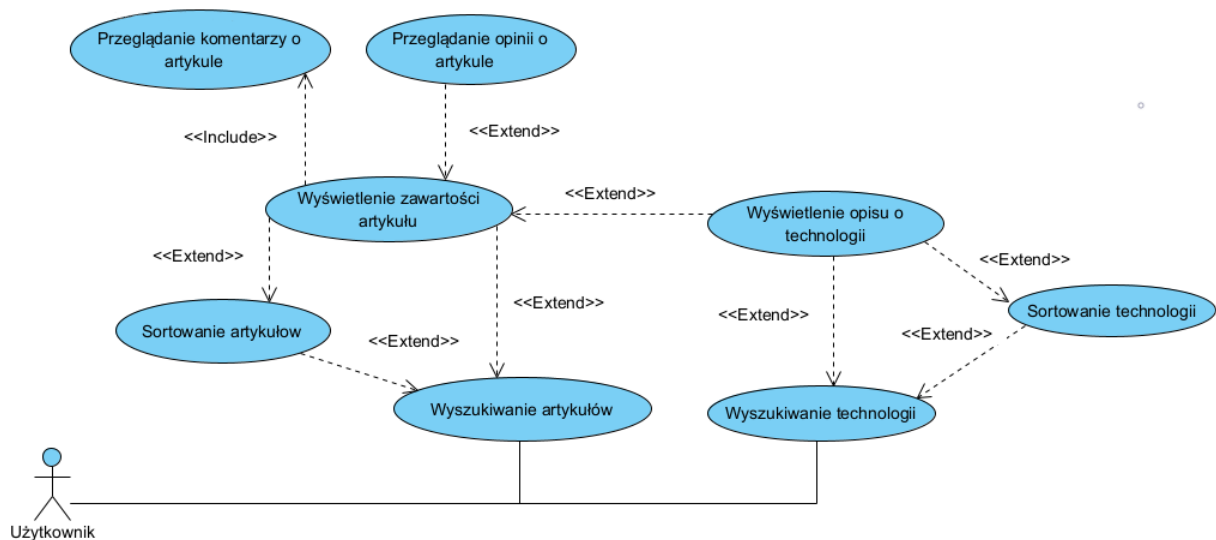 Przeglądanie komentarzy o
artykule
Przeglądanie opinii o
artykule
<<Include>>
<<Extend>>
Wyświetlenie zawartości
artykułu
<<Extend>>
Wyświetlenie opisu o
technologii
<<Extend>>
<<Extend>>
<<Extend>>
<<Extend>>
Sortowanie artykułow
Sortowanie technologii
<<Extend>>
<<Extend>>
Wyszukiwanie artykułów
Wyszukiwanie technologii
Użytkownik